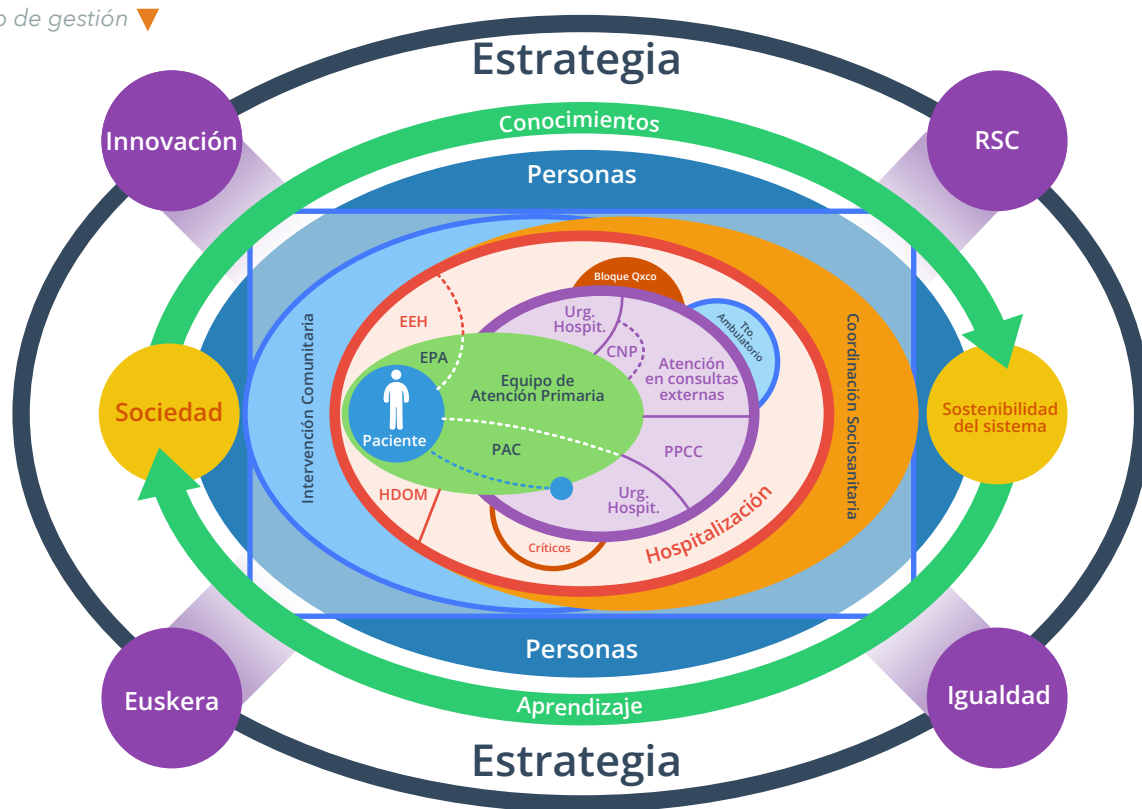 de gestión
Estrategia
Innovación
RSC
Conocimientos
Personas
Bloque Qxco
Tto.
Ambulatorio
Urg.
Hospit.
CNP
EEH
EPA
Equipo de
Atención Primaria
Atención
en consultas
externas
Intervención Comunitaria
Coordinación Sociosanitaria
Sociedad
Paciente
Sostenibilidad
del sistema
PAC
PPCC
HDOM
Urg.
Hospit.
Hospitalización
Críticos
Personas
Euskera
Igualdad
Aprendizaje
Estrategia